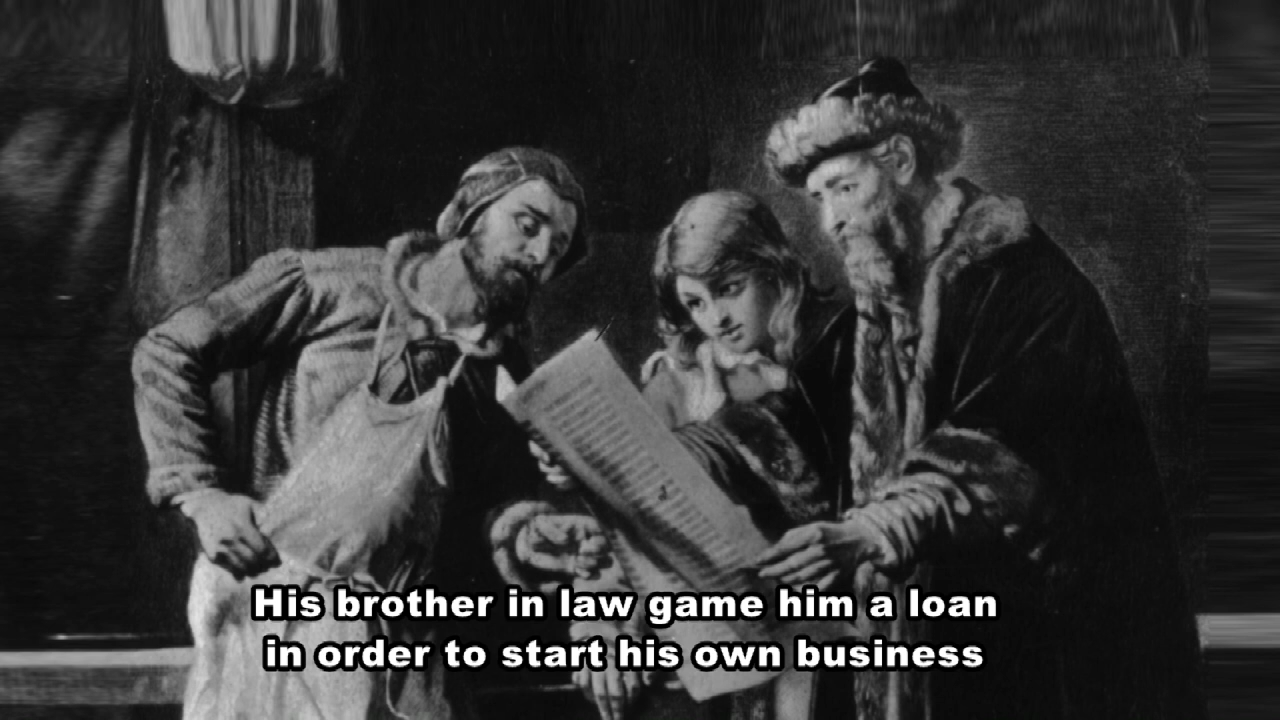 His brother in law game him a loan
in order to start his own business